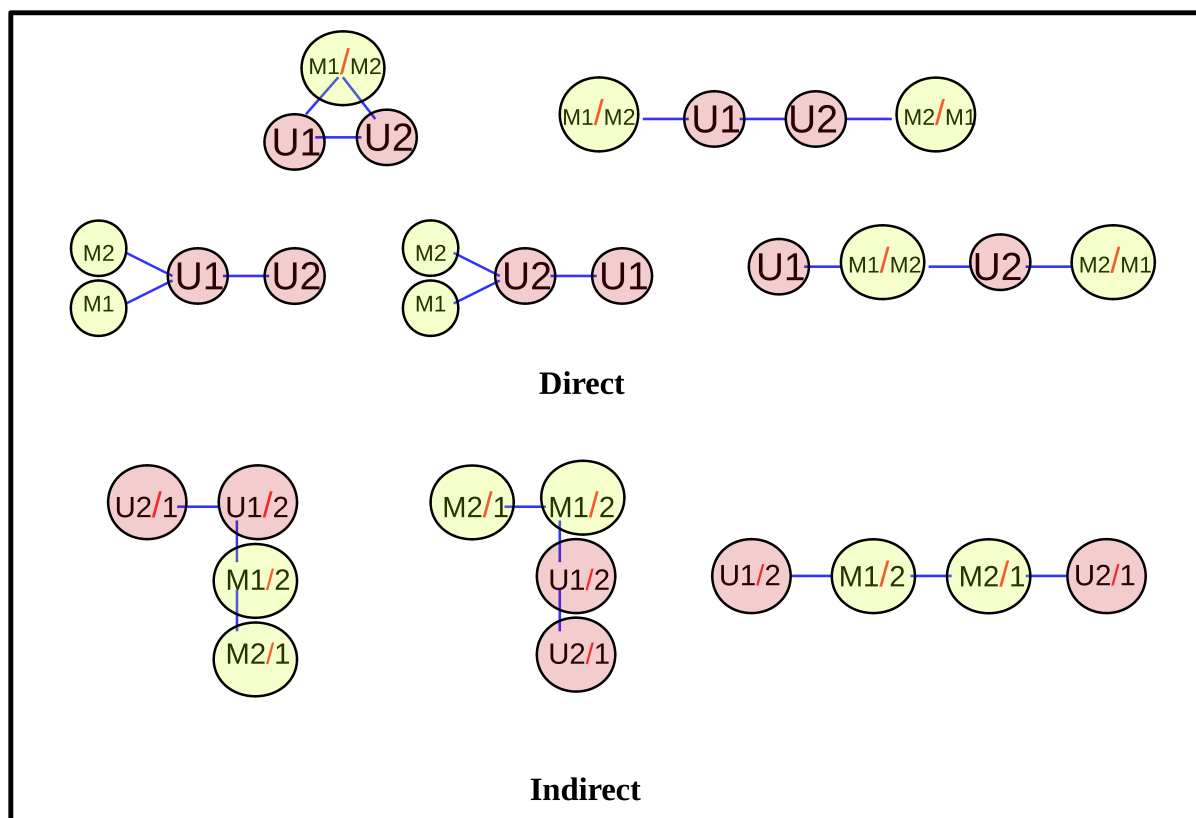 M1/M2
U1 U2
M1/M2 U1 U2 M2/M1
M2
M1
U1 U2
M2
M1
U2 U1
U1 M1/M2 U2 M2/M1
Direct
U2/1 U1/2
M1/2
M2/1
M2/1 M1/2
U1/2
U2/1
U1/2 M1/2 M2/1 U2/1
Indirect